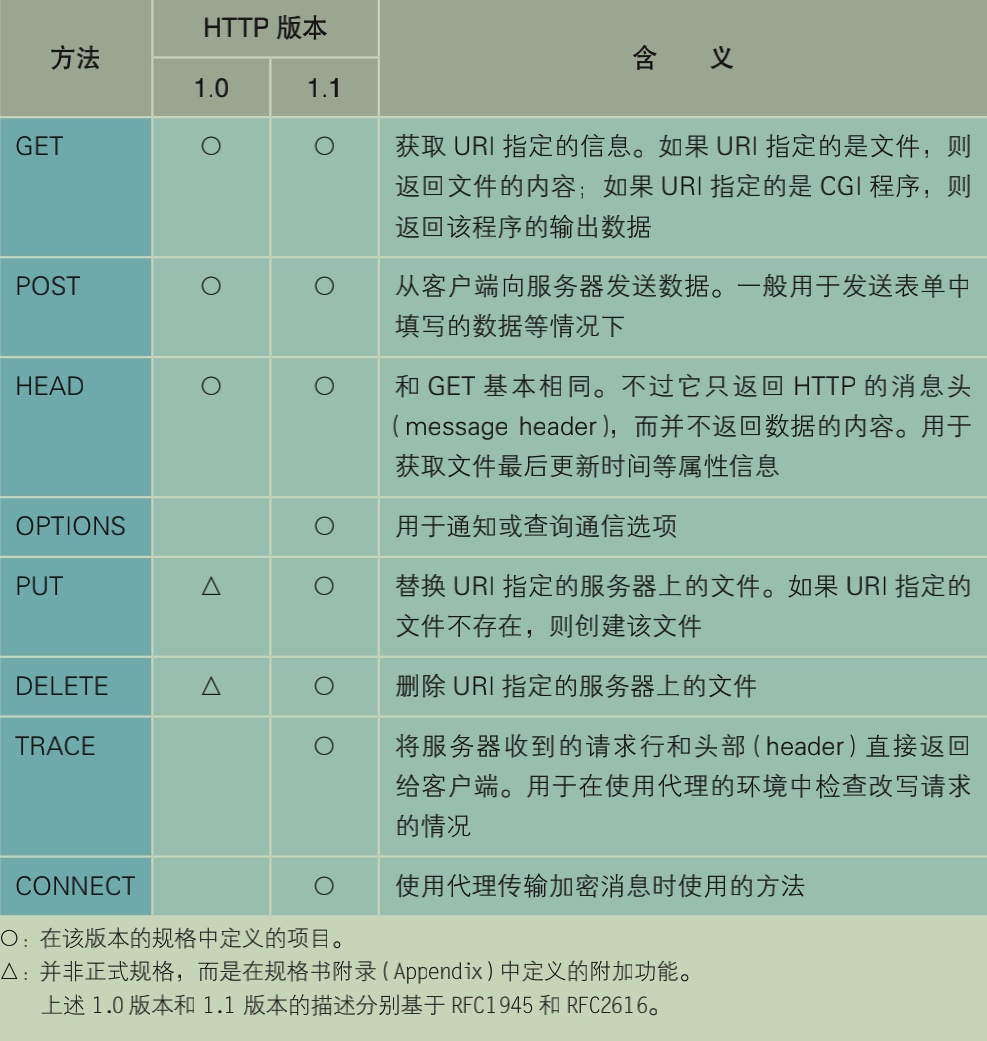 方法
HTTP 版本
含 义
1.0
1.1
GET ○ ○ 获取 URI 指定的信息。如果 URI 指定的是文件，则
返回文件的内容；如果 URI 指定的是 CGI 程序，则
返回该程序的输出数据
POST ○ ○ 从客户端向服务器发送数据。一般用于发送表单中
填写的数据等情况下
HEAD ○ ○ 和 GET 基本相同。不过它只返回 HTTP 的消息头
（message header），而并不返回数据的内容。用于
获取文件最后更新时间等属性信息
OPTIONS ○ 用于通知或查询通信选项
PUT △ ○ 替换 URI 指定的服务器上的文件。如果 URI 指定的
文件不存在，则创建该文件
DELETE △ ○ 删除 URI 指定的服务器上的文件
TRACE ○ 将服务器收到的请求行和头部（header）直接返回
给客户端。用于在使用代理的环境中检查改写请求
的情况
CONNECT ○ 使用代理传输加密消息时使用的方法
○：在该版本的规格中定义的项目。
△：并非正式规格，而是在规格书附录（Appendix）中定义的附加功能。
上述 1.0 版本和 1.1 版本的描述分别基于 RFC1945 和 RFC2616。